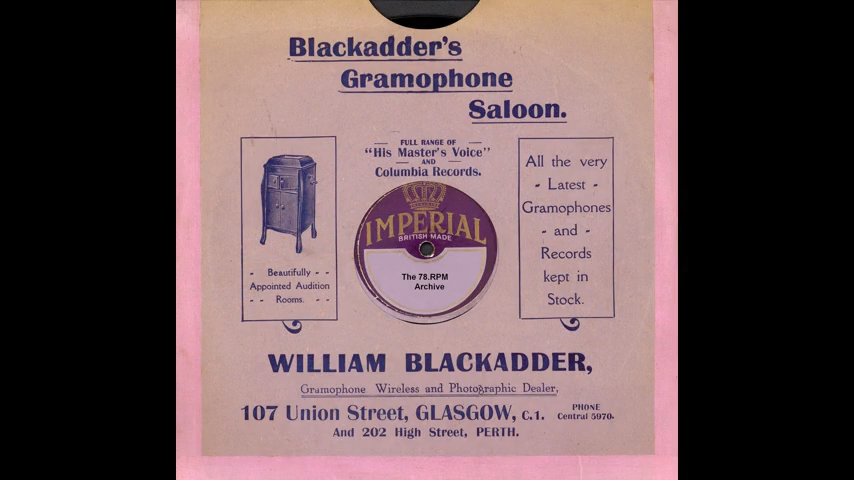 Blackadder's
Gramophone
Saloon.
FULL RANGE OF
"His Master's Voice"
AND
Columbia Records.
IMPERIAL
BRITISH MADE
The 78.RPM
Archive
- Beautifully - -
Appointed Audition
- - Rooms. - -
All the very
- Latest -
Gramophones
- and -
Records
kept in
Stock.
WILLIAM BLACKADDER,
Gramophone Wireless and Photographic Dealer,
107 Union Street, GLASGOW, C.1.
PHONE
Central 5970.
And 202 High Street, PERTH.